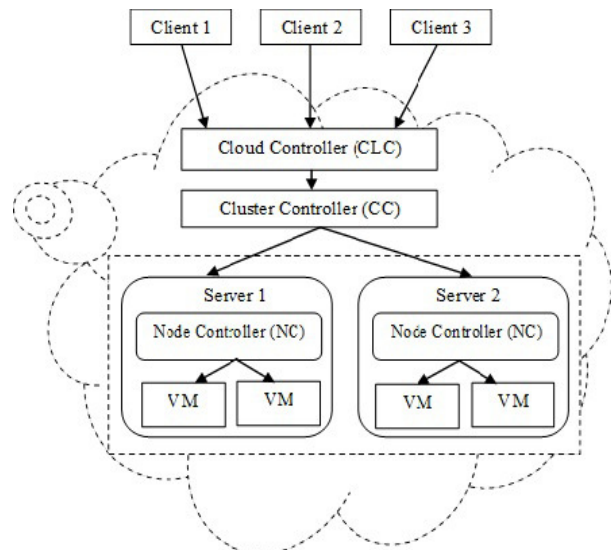 Client 1
Client 2
Client 3
Cloud Controller (CLC)
Cluster Controller (CC)
Server 1
Server 2
Node Controller (NC)
Node Controller (NC)
VM
VM
VM
VM